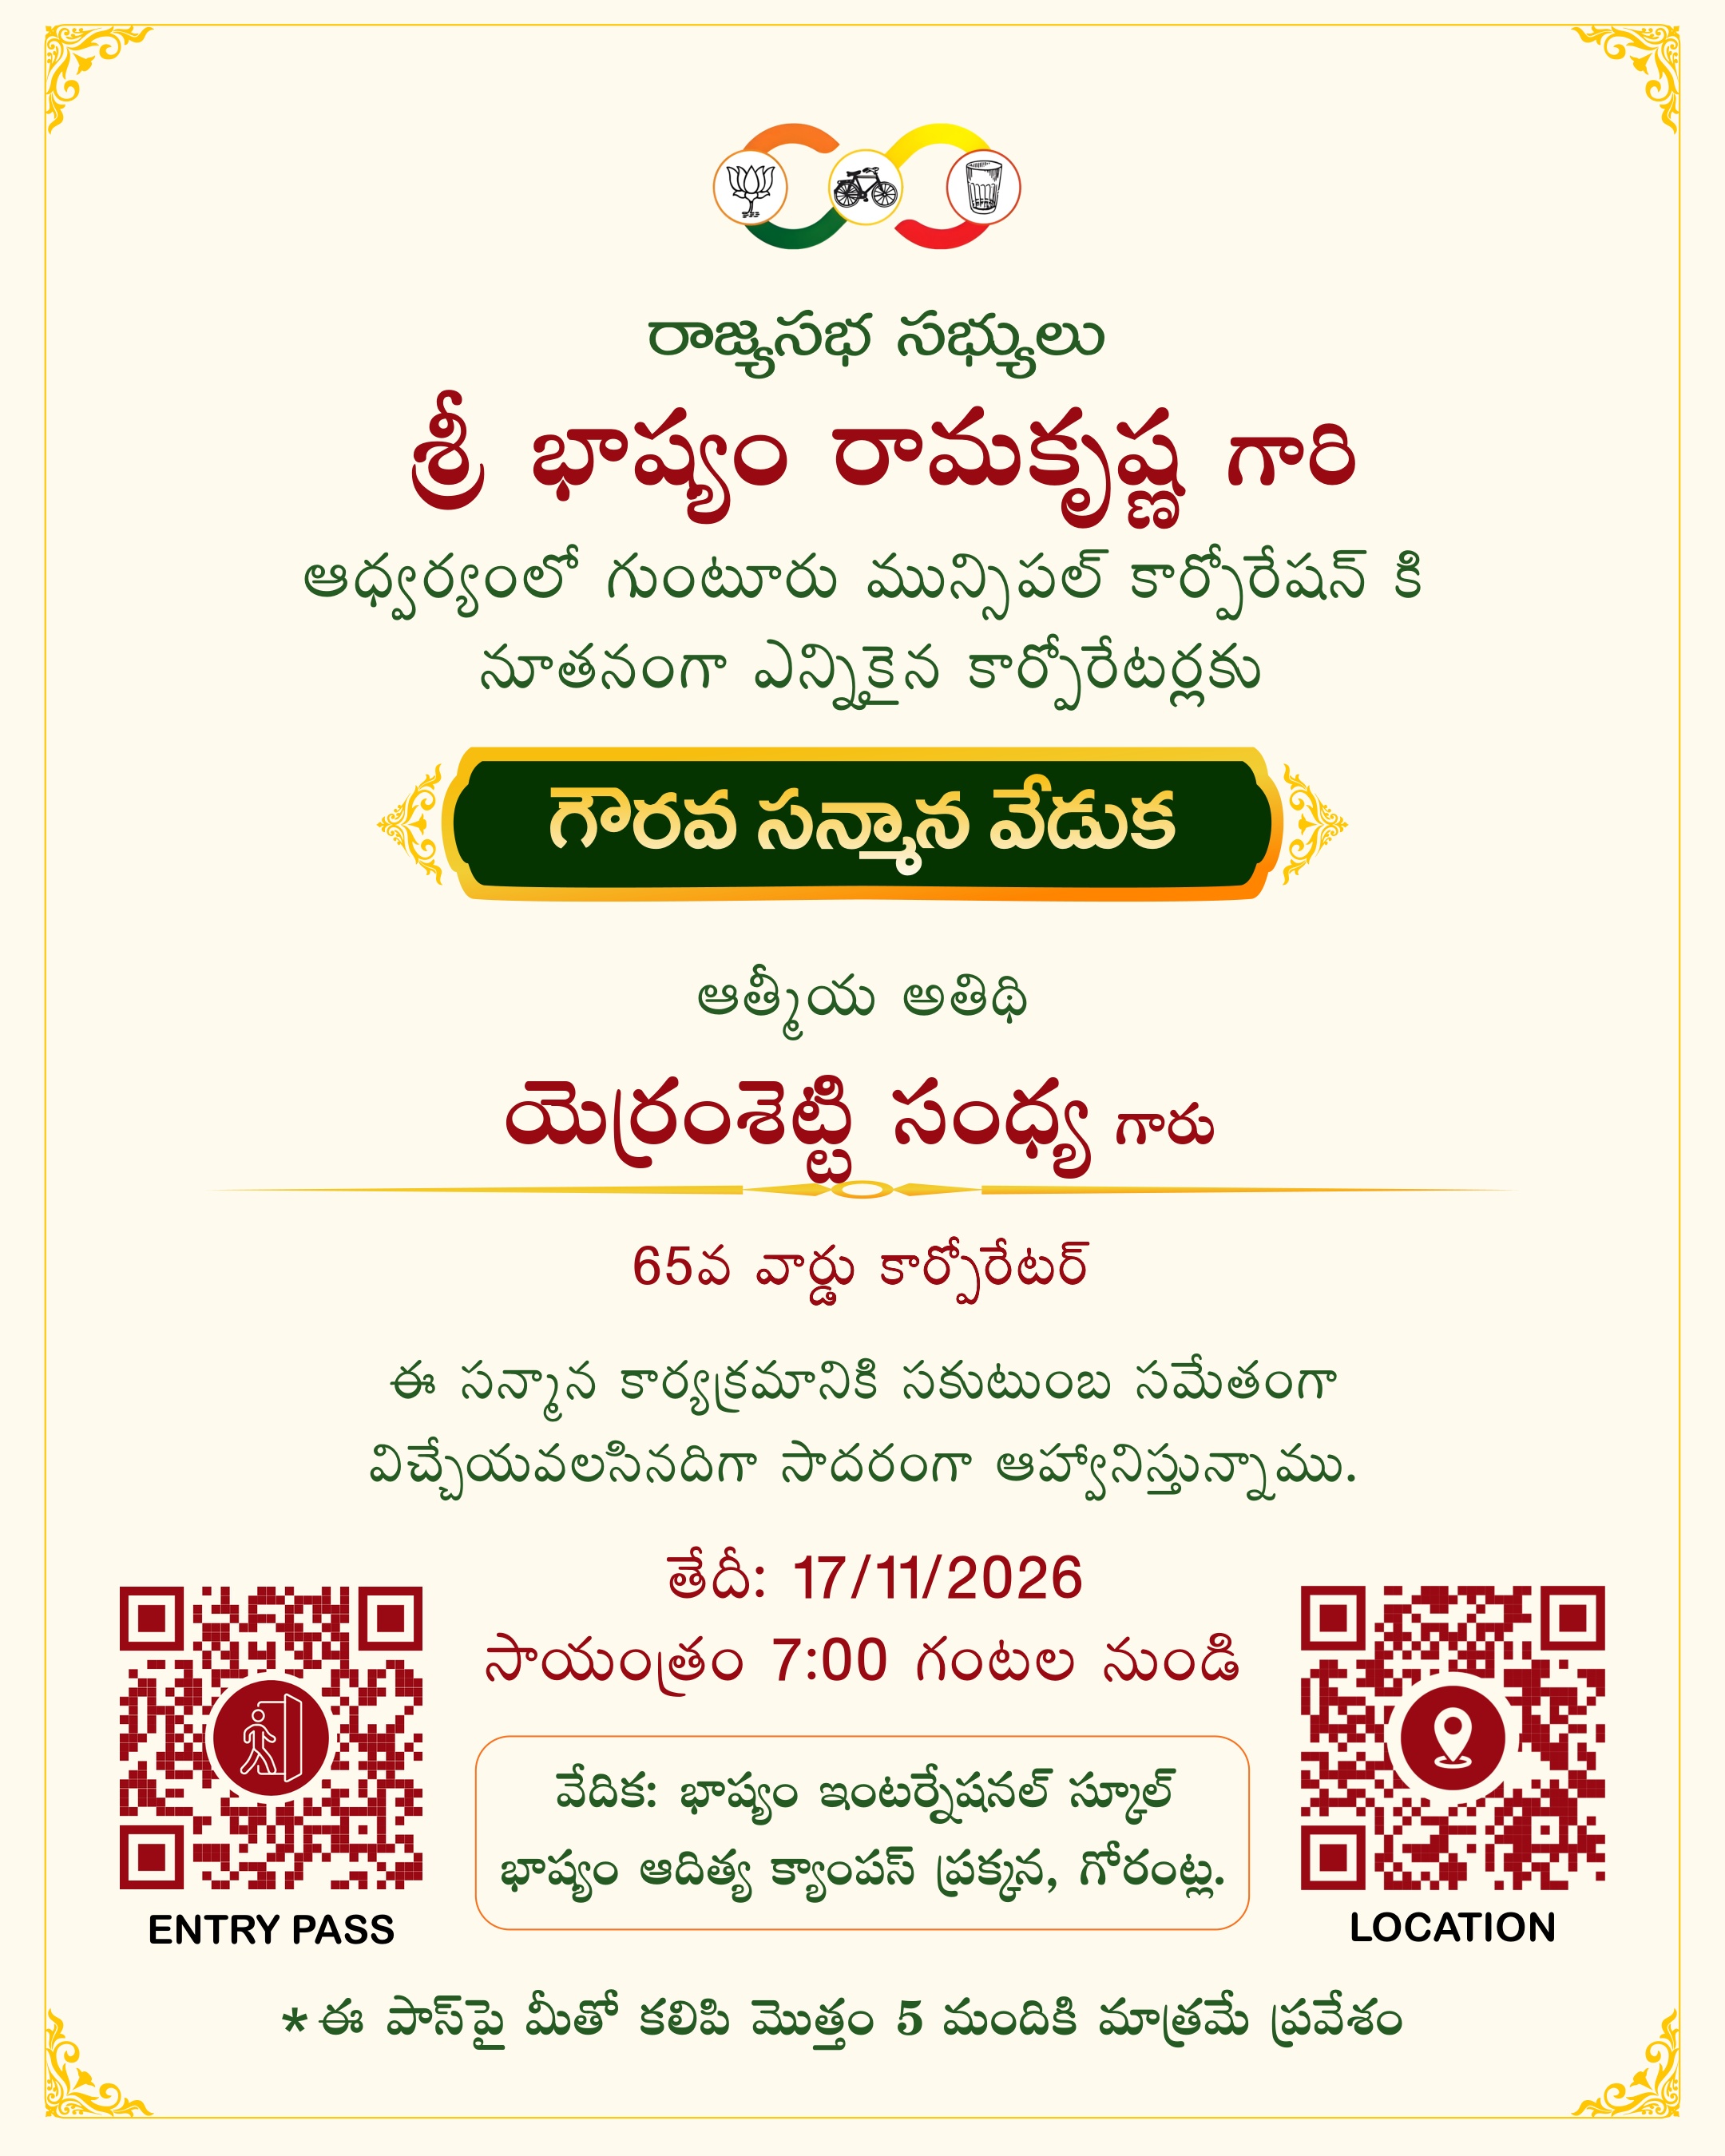 రాజ్యసభ సభ్యులు
శ్రీ భాష్యం రామకృష్ణ గారి
ఆధ్వర్యంలో గుంటూరు మున్సిపల్ కార్పోరేషన్ కి
నూతనంగా ఎన్నికైన కార్పోరేటర్లకు
గౌరవ సన్మాన వేడుక
ఆత్మీయ అతిథి
యెర్రంశెట్టి సంధ్య గారు
65వ వార్డు కార్పోరేటర్
ఈ సన్మాన కార్యక్రమానికి సకుటుంబ సమేతంగా
విచ్చేయవలసినదిగా సాదరంగా ఆహ్వానిస్తున్నాము.
తేదీ: 17/11/2026
సాయంత్రం 7:00 గంటల నుండి
వేదిక: భాష్యం ఇంటర్నేషనల్ స్కూల్
భాష్యం ఆదిత్య క్యాంపస్ ప్రక్కన, గోరంట్ల.
ENTRY PASS
LOCATION
*ఈ పాస్‌పై మీతో కలిపి మొత్తం 5 మందికి మాత్రమే ప్రవేశం